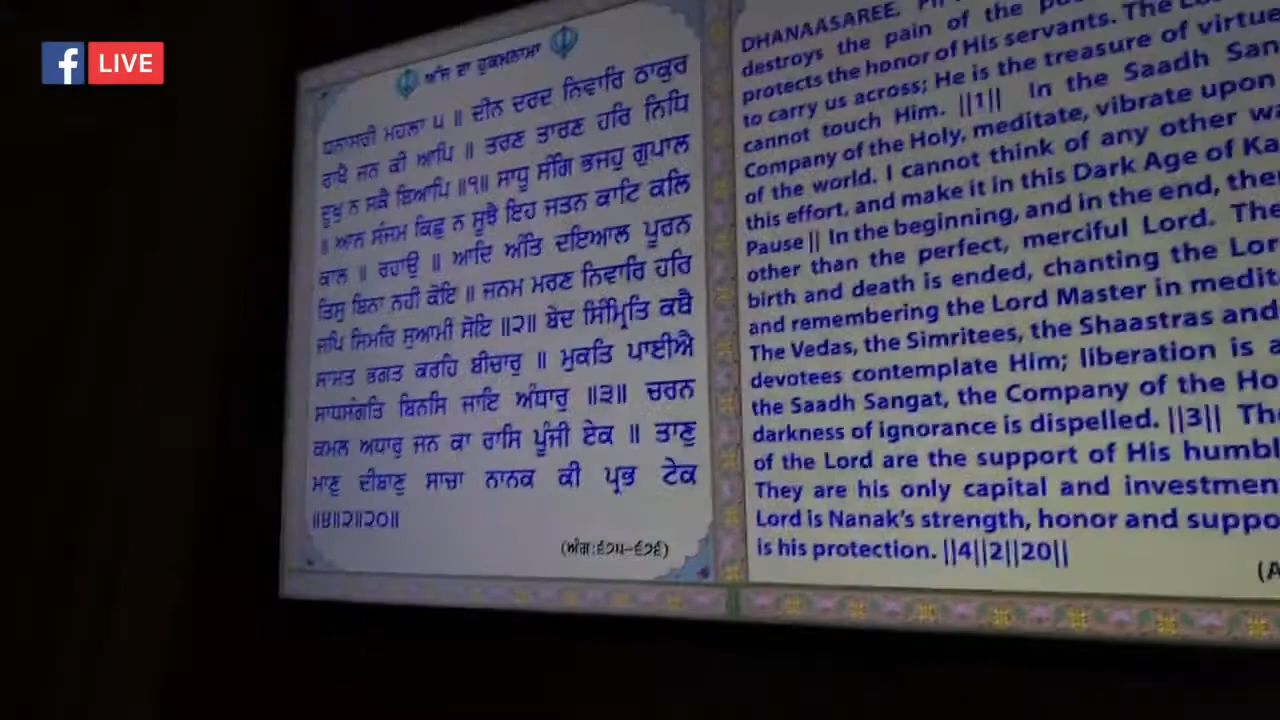 f LIVE
ਅੱਜ ਦਾ ਹੁਕਮਨਾਮਾ
ਧਨਾਸਰੀ ਮਹਲਾ ੫ ॥ ਦੀਨ ਦਰਦ ਨਿਵਾਰਿ ਠਾਕੁਰ
ਰਾਖੈ ਜਨ ਕੀ ਆਪਿ ॥ ਤਰਣ ਤਾਰਣ ਹਰਿ ਨਿਧਿ
ਦੂਖੁ ਨ ਸਕੈ ਬਿਆਪਿ ॥੧॥ ਸਾਧੂ ਸੰਗਿ ਭਜਹੁ ਗੁਪਾਲ
॥ ਆਨ ਸੰਜਮ ਕਿਛੁ ਨ ਸੂਝੈ ਇਹ ਜਤਨ ਕਾਟਿ ਕਲਿ
ਕਾਲ ॥ ਰਹਾਉ ॥ ਆਦਿ ਅੰਤਿ ਦਇਆਲ ਪੂਰਨ
ਤਿਸੁ ਬਿਨਾ ਨਹੀ ਕੋਇ ॥ ਜਨਮ ਮਰਣ ਨਿਵਾਰਿ ਹਰਿ
ਜਪਿ ਸਿਮਰਿ ਸੁਆਮੀ ਸੋਇ ॥੨॥ ਬੇਦ ਸਿੰਮ੍ਰਿਤਿ ਕਥੈ
ਸਾਸਤ ਭਗਤ ਕਰਹਿ ਬੀਚਾਰੁ ॥ ਮੁਕਤਿ ਪਾਈਐ
ਸਾਧਸੰਗਤਿ ਬਿਨਸਿ ਜਾਇ ਅੰਧਾਰੁ ॥੩॥ ਚਰਨ
ਕਮਲ ਅਧਾਰੁ ਜਨ ਕਾ ਰਾਸਿ ਪੂੰਜੀ ਏਕ ॥ ਤਾਣੁ
ਮਾਣੁ ਦੀਬਾਣੁ ਸਾਚਾ ਨਾਨਕ ਕੀ ਪ੍ਰਭ ਟੇਕ
॥੪॥੨॥੨੦॥
(ਅੰਗ:੬੭੫-੬੭੬)
DHANAASAREE,
destroys the pain of the
protects the honor of His servants. The
to carry us across; He is the treasure of virtue
cannot touch Him. ||1|| In the Saadh San
Company of the Holy, meditate, vibrate upon
of the world. I cannot think of any other wa
this effort, and make it in this Dark Age of Ka
Pause || In the beginning, and in the end, ther
other than the perfect, merciful Lord. The
birth and death is ended, chanting the Lor
and remembering the Lord Master in medit
The Vedas, the Simritees, the Shaastras and
devotees contemplate Him; liberation is a
the Saadh Sangat, the Company of the Ho
darkness of ignorance is dispelled. ||3|| Th
of the Lord are the support of His humbl
They are his only capital and investmen
Lord is Nanak's strength, honor and suppo
is his protection. ||4||2||20||
(A